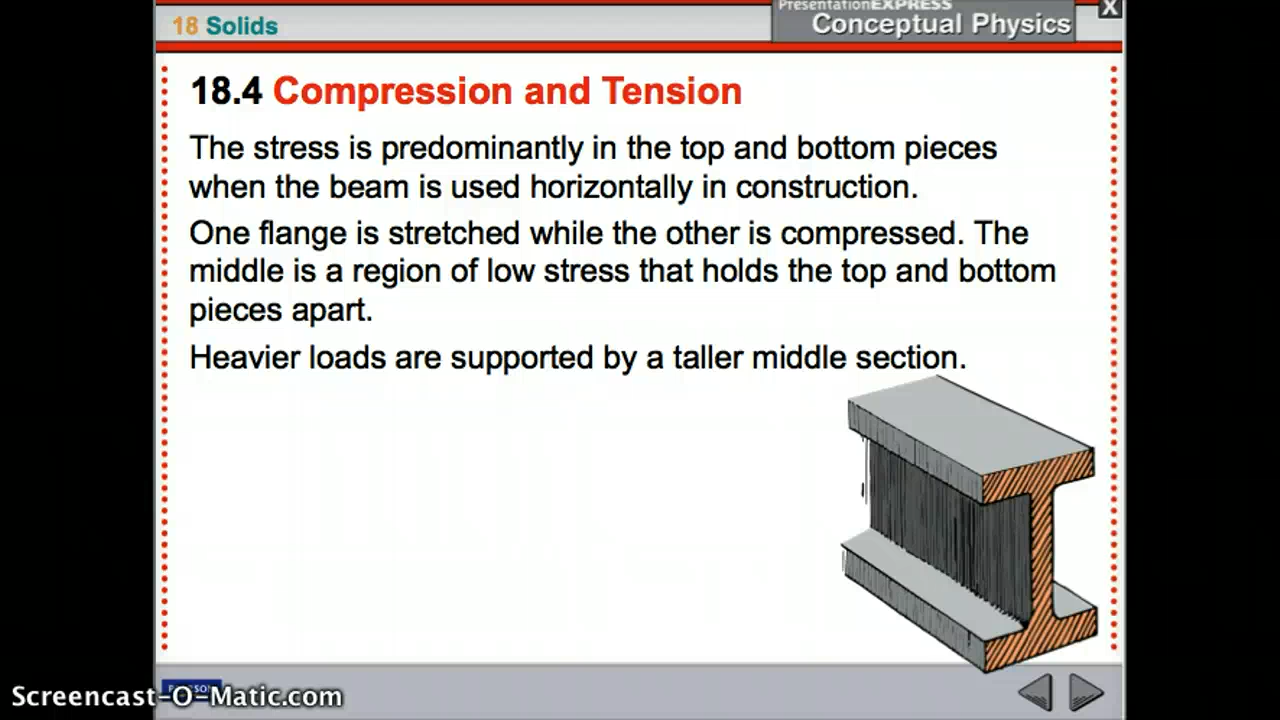 PresentationEXPRESS
X
18 Solids
Conceptual Physics
18.4 Compression and Tension
The stress is predominantly in the top and bottom pieces
when the beam is used horizontally in construction.
One flange is stretched while the other is compressed. The
middle is a region of low stress that holds the top and bottom
pieces apart.
Heavier loads are supported by a taller middle section.
Screencast-O-Matic.com